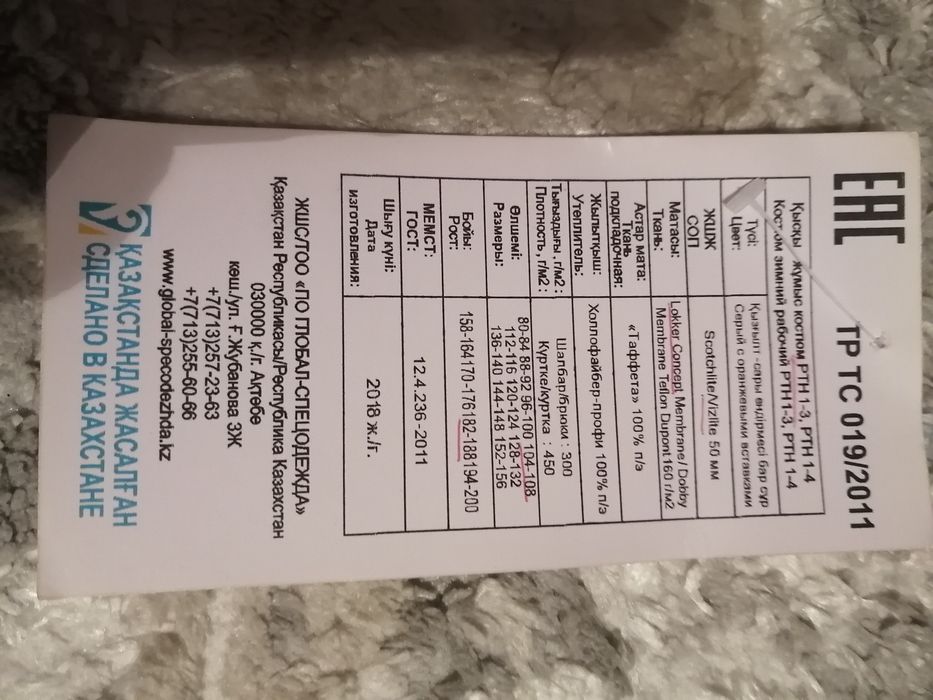 EAC
ТР ТС 019/2011
Қысқы жұмыс костюм РТН 1-3, РТН 1-4
Костюм зимний рабочий РТН 1-3, РТН 1-4
Түсі: Қызғылт-сары өндірмесі бар сұр
Цвет: Серый с оранжевыми вставками
ЖШДЖ
СОП Scotchlite/Vizlite 50 мм
Матасы: Lokker Concept Membrane / Dobby
Ткань: Membrane Teflon Dupont 160 г/м2
Астар мата:
Ткань
подкладочная: «Таффета» 100% п/э
Жылытқыш:
Утеплитель: Холлофайбер-профи 100% п/э
Тығыздығы, г/м2 : Шалбар/брюки : 300
Плотность, г/м2 : Куртке/куртка : 450
Өлшемі: 80-84 88-92 96-100 104-108
Размеры: 112-116 120-124 128-132
136-140 144-148 152-156
Бойы:
Рост: 158-164 170-176 182-188 194-200
МЕМСТ:
ГОСТ: 12.4.236-2011
Шығу күні:
Дата
изготовления: 2018 ж./г.
ЖШС/ТОО «ПО ГЛОБАЛ-СПЕЦОДЕЖДА»
Қазақстан Республикасы/Республика Казахстан
030000 қ./г. Ақтөбе
көш./ул. Ғ.Жұбанова 3Ж
+7(713)257-23-63
+7(713)255-60-66
www.global-specodezhda.kz
ҚАЗАҚСТАНДА ЖАСАЛҒАН
СДЕЛАНО В КАЗАХСТАНЕ